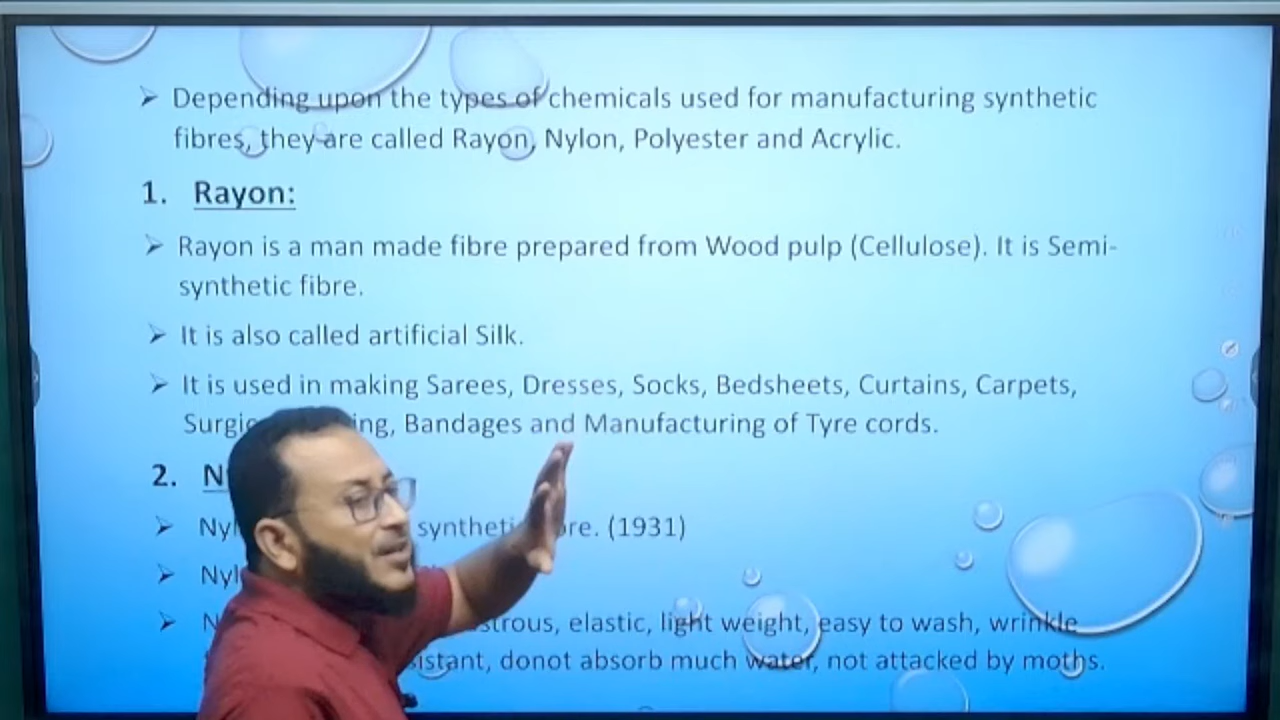 Depending upon the types of chemicals used for manufacturing synthetic
fibres, they are called Rayon, Nylon, Polyester and Acrylic.
1. Rayon:
Rayon is a man made fibre prepared from Wood pulp (Cellulose). It is Semi-
synthetic fibre.
It is also called artificial Silk.
It is used in making Sarees, Dresses, Socks, Bedsheets, Curtains, Carpets,
Bandages and Manufacturing of Tyre cords.
2.
(1931)
elastic, light weight, easy to wash, wrinkle
donot absorb much water, not attacked by moths.